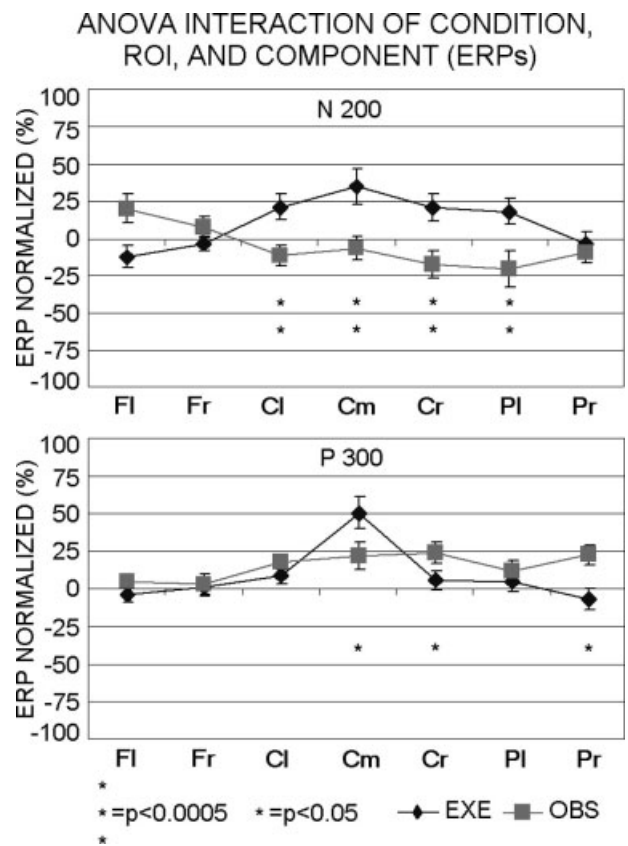 ANOVA INTERACTION OF CONDITION,
ROI, AND COMPONENT (ERPs)
N 200
ERP NORMALIZED (%)
100
75
50
25
0
-25
-50
-75
-100
* * * *
* * * *
Fl Fr Cl Cm Cr Pl Pr
P 300
ERP NORMALIZED (%)
100
75
50
25
0
-25
-50
-75
-100
* * *
Fl Fr Cl Cm Cr Pl Pr
*
* =p<0.0005 * =p<0.05 EXE OBS
*